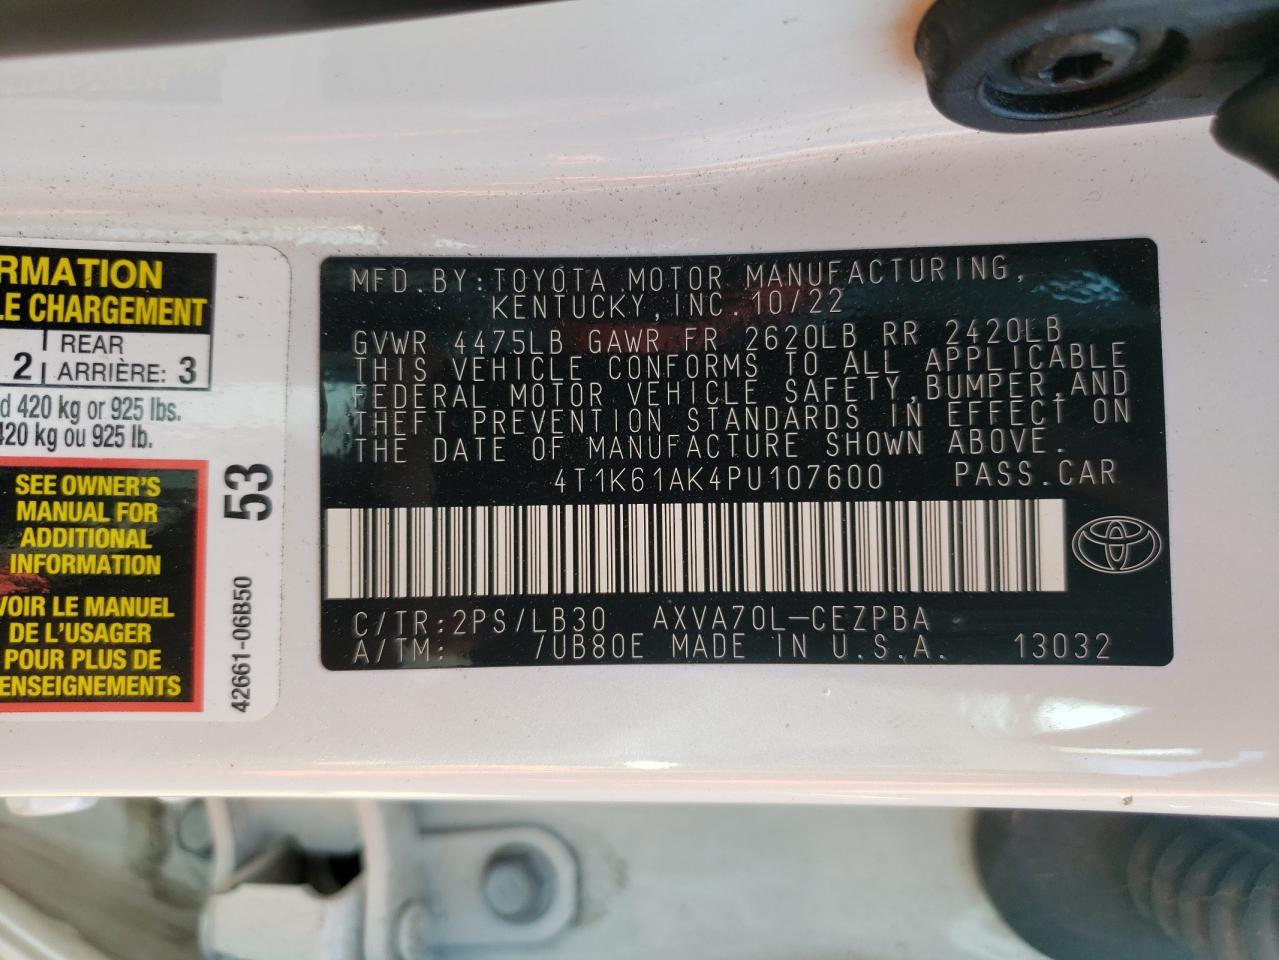 RMATION
LE CHARGEMENT
2 REAR
ARRIÈRE: 3
d 420 kg or 925 lbs.
420 kg ou 925 lb.
SEE OWNER'S
MANUAL FOR
ADDITIONAL
INFORMATION
VOIR LE MANUEL
DE L'USAGER
POUR PLUS DE
RENSEIGNEMENTS
53
42661-06B50
MFD.BY:TOYOTA MOTOR MANUFACTURING,
KENTUCKY,INC.10/22
GVWR 4475LB GAWR FR 2620LB RR 2420LB
THIS VEHICLE CONFORMS TO ALL APPLICABLE
FEDERAL MOTOR VEHICLE SAFETY,BUMPER,AND
THEFT PREVENTION STANDARDS IN EFFECT ON
THE DATE OF MANUFACTURE SHOWN ABOVE.
4T1K61AK4PU107600 PASS.CAR
C/TR:2PS/LB30 AXVA70L-CEZPBA
A/TM: /UB80E MADE IN U.S.A. 13032